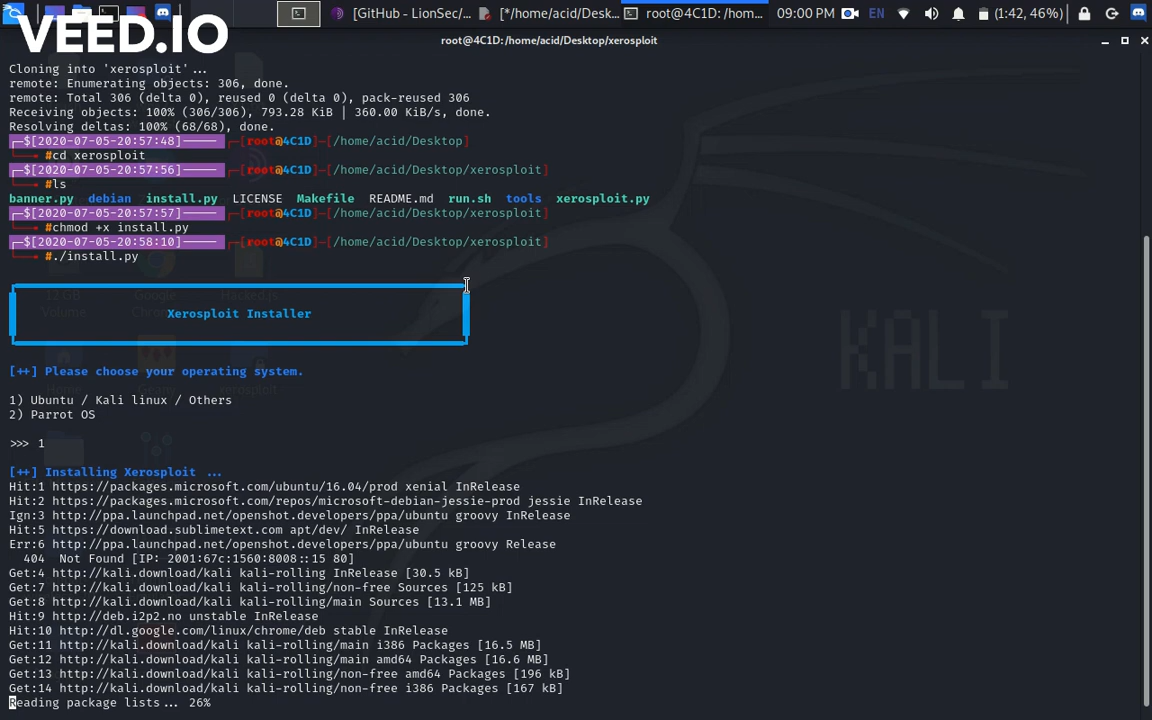 VEED.IO
[GitHub - LionSec/...
[*/home/acid/Desk...
root@4C1D: /hom...
09:00 PM
EN
(1:42, 46%)
root@4C1D: /home/acid/Desktop/xerosploit
Cloning into 'xerosploit'...
remote: Enumerating objects: 306, done.
remote: Total 306 (delta 0), reused 0 (delta 0), pack-reused 306
Receiving objects: 100% (306/306), 793.28 KiB | 360.00 KiB/s, done.
Resolving deltas: 100% (68/68), done.
┌─$[2020-07-05-20:57:48]───── ┌─[root@4C1D]─[/home/acid/Desktop]
└──╼ #cd xerosploit
┌─$[2020-07-05-20:57:56]───── ┌─[root@4C1D]─[/home/acid/Desktop/xerosploit]
└──╼ #ls
banner.py debian install.py LICENSE Makefile README.md run.sh tools xerosploit.py
┌─$[2020-07-05-20:57:57]───── ┌─[root@4C1D]─[/home/acid/Desktop/xerosploit]
└──╼ #chmod +x install.py
┌─$[2020-07-05-20:58:10]───── ┌─[root@4C1D]─[/home/acid/Desktop/xerosploit]
└──╼ #./install.py
Xerosploit Installer
[++] Please choose your operating system.
1) Ubuntu / Kali linux / Others
2) Parrot OS
>>> 1
[++] Installing Xerosploit ...
Hit:1 https://packages.microsoft.com/ubuntu/16.04/prod xenial InRelease
Hit:2 https://packages.microsoft.com/repos/microsoft-debian-jessie-prod jessie InRelease
Ign:3 http://ppa.launchpad.net/openshot.developers/ppa/ubuntu groovy InRelease
Hit:5 https://download.sublimetext.com apt/dev/ InRelease
Err:6 http://ppa.launchpad.net/openshot.developers/ppa/ubuntu groovy Release
404  Not Found [IP: 2001:67c:1560:8008::15 80]
Get:4 http://kali.download/kali kali-rolling InRelease [30.5 kB]
Get:7 http://kali.download/kali kali-rolling/non-free Sources [125 kB]
Get:8 http://kali.download/kali kali-rolling/main Sources [13.1 MB]
Hit:9 http://deb.i2p2.no unstable InRelease
Hit:10 http://dl.google.com/linux/chrome/deb stable InRelease
Get:11 http://kali.download/kali kali-rolling/main i386 Packages [16.5 MB]
Get:12 http://kali.download/kali kali-rolling/main amd64 Packages [16.6 MB]
Get:13 http://kali.download/kali kali-rolling/non-free amd64 Packages [196 kB]
Get:14 http://kali.download/kali kali-rolling/non-free i386 Packages [167 kB]
Reading package lists... 26%
12 GB
Volume
Google
Hacked.js
Home
KALI